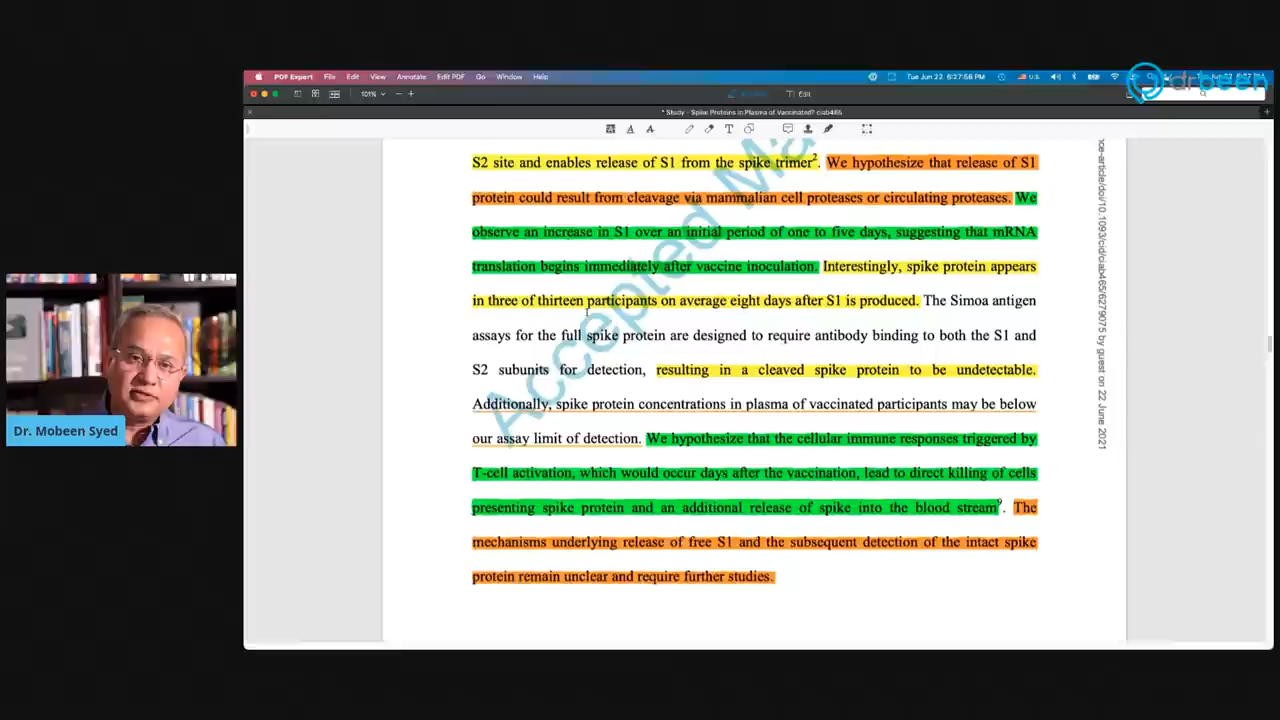 drbeen
PDF Expert File Edit View Annotate Edit PDF Go Window Help
U.S. Tue Jun 22 6:27:56 PM
101%
Edit
* Study - Spike Proteins in Plasma of Vaccinated? ciab465
S2 site and enables release of S1 from the spike trimer2. We hypothesize that release of S1
protein could result from cleavage via mammalian cell proteases or circulating proteases. We
observe an increase in S1 over an initial period of one to five days, suggesting that mRNA
translation begins immediately after vaccine inoculation. Interestingly, spike protein appears
in three of thirteen participants on average eight days after S1 is produced. The Simoa antigen
assays for the full spike protein are designed to require antibody binding to both the S1 and
S2 subunits for detection, resulting in a cleaved spike protein to be undetectable.
Additionally, spike protein concentrations in plasma of vaccinated participants may be below
our assay limit of detection. We hypothesize that the cellular immune responses triggered by
T-cell activation, which would occur days after the vaccination, lead to direct killing of cells
presenting spike protein and an additional release of spike into the blood stream9. The
mechanisms underlying release of free S1 and the subsequent detection of the intact spike
protein remain unclear and require further studies.
Accepted Ma
nce-article/doi/10.1093/cid/ciab465/6279075 by guest on 22 June 2021
Dr. Mobeen Syed